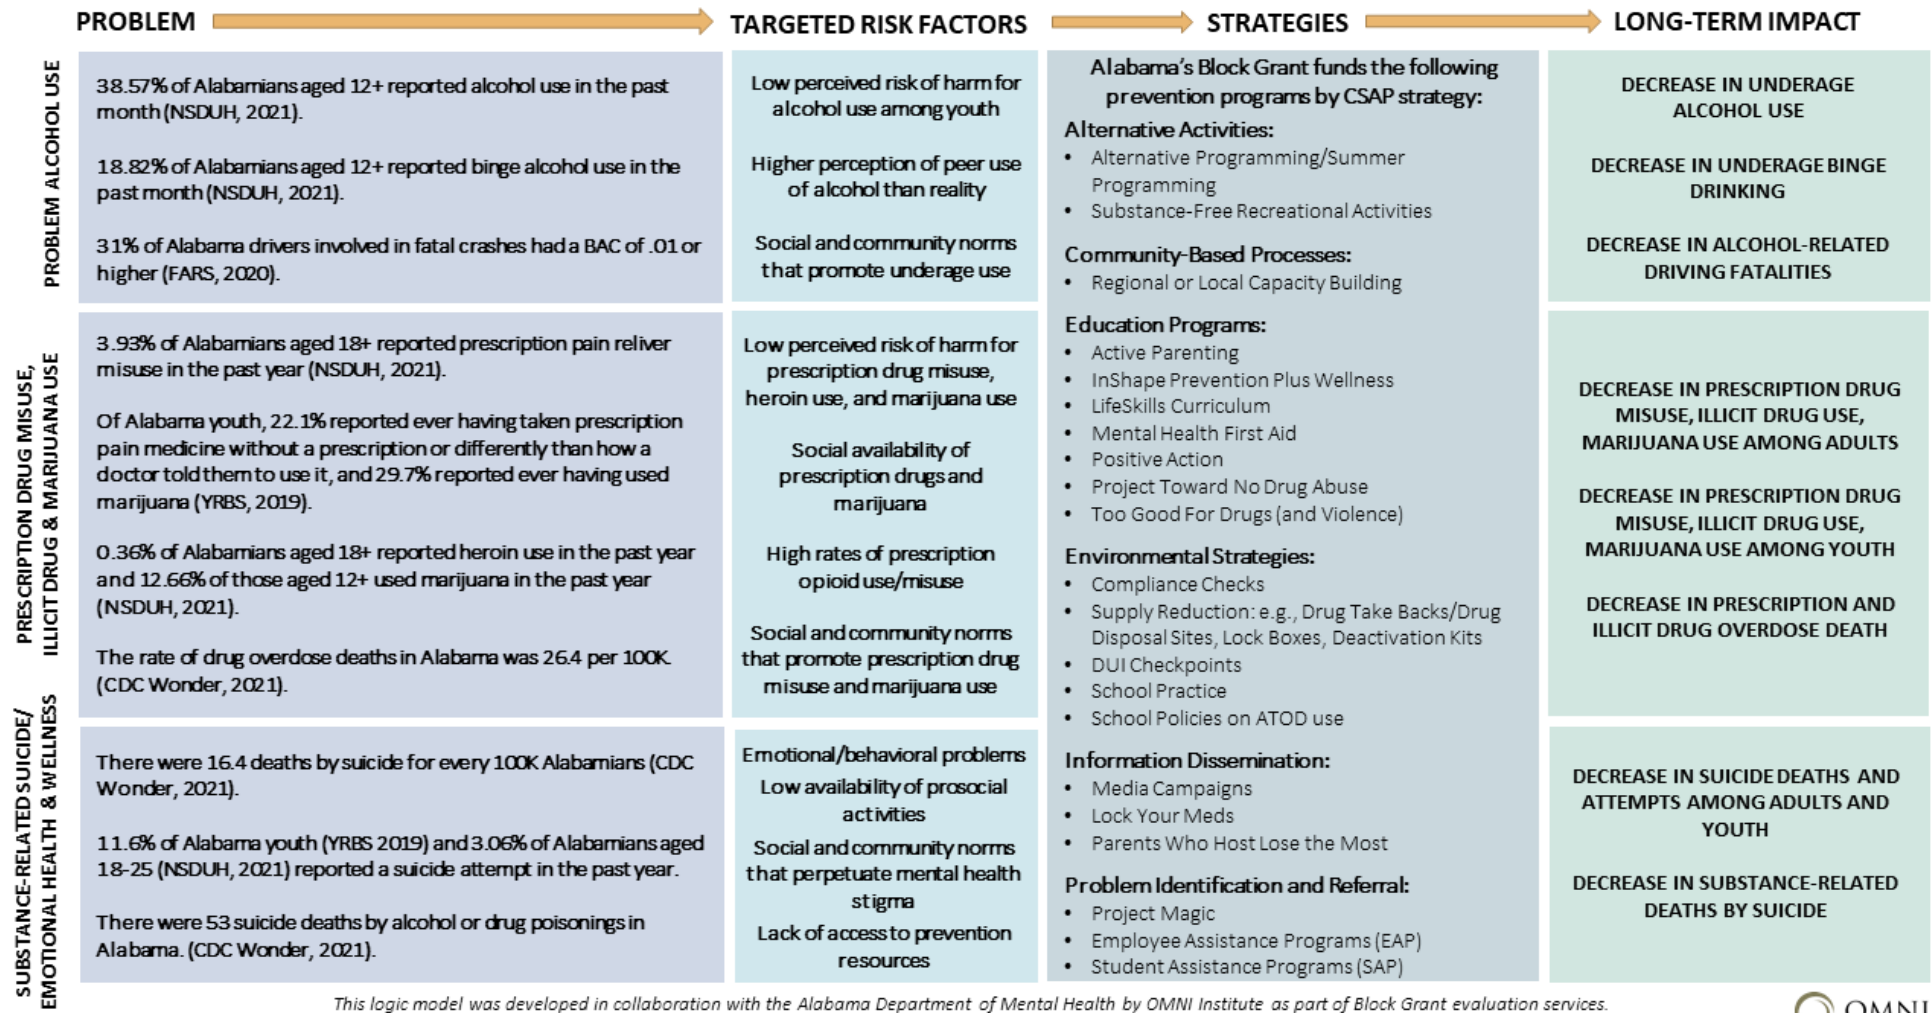 PROBLEM
TARGETED RISK FACTORS
STRATEGIES
LONG-TERM IMPACT
PROBLEM ALCOHOL USE
38.57% of Alabamians aged 12+ reported alcohol use in the past
month (NSDUH, 2021).
18.82% of Alabamians aged 12+ reported binge alcohol use in the
past month (NSDUH, 2021).
31% of Alabama drivers involved in fatal crashes had a BAC of .01 or
higher (FARS, 2020).
Low perceived risk of harm for
alcohol use among youth
Higher perception of peer use
of alcohol than reality
Social and community norms
that promote underage use
PRESCRIPTION DRUG MISUSE,
ILLICIT DRUG & MARIJUANA USE
3.93% of Alabamians aged 18+ reported prescription pain reliver
misuse in the past year (NSDUH, 2021).
Of Alabama youth, 22.1% reported ever having taken prescription
pain medicine without a prescription or differently than how a
doctor told them to use it, and 29.7% reported ever having used
marijuana (YRBS, 2019).
0.36% of Alabamians aged 18+ reported heroin use in the past year
and 12.66% of those aged 12+ used marijuana in the past year
(NSDUH, 2021).
The rate of drug overdose deaths in Alabama was 26.4 per 100K.
(CDC Wonder, 2021).
Low perceived risk of harm for
prescription drug misuse,
heroin use, and marijuana use
Social availability of
prescription drugs and
marijuana
High rates of prescription
opioid use/misuse
Social and community norms
that promote prescription drug
misuse and marijuana use
SUBSTANCE-RELATED SUICIDE/
EMOTIONAL HEALTH & WELLNESS
There were 16.4 deaths by suicide for every 100K Alabamians (CDC
Wonder, 2021).
11.6% of Alabama youth (YRBS 2019) and 3.06% of Alabamians aged
18-25 (NSDUH, 2021) reported a suicide attempt in the past year.
There were 53 suicide deaths by alcohol or drug poisonings in
Alabama. (CDC Wonder, 2021).
Emotional/behavioral problems
Low availability of prosocial
activities
Social and community norms
that perpetuate mental health
stigma
Lack of access to prevention
resources
Alabama's Block Grant funds the following
prevention programs by CSAP strategy:
Alternative Activities:
• Alternative Programming/Summer
Programming
• Substance-Free Recreational Activities
Community-Based Processes:
• Regional or Local Capacity Building
Education Programs:
• Active Parenting
• InShape Prevention Plus Wellness
• LifeSkills Curriculum
• Mental Health First Aid
• Positive Action
• Project Toward No Drug Abuse
• Too Good For Drugs (and Violence)
Environmental Strategies:
• Compliance Checks
• Supply Reduction: e.g., Drug Take Backs/Drug
Disposal Sites, Lock Boxes, Deactivation Kits
• DUI Checkpoints
• School Practice
• School Policies on ATOD use
Information Dissemination:
• Media Campaigns
• Lock Your Meds
• Parents Who Host Lose the Most
Problem Identification and Referral:
• Project Magic
• Employee Assistance Programs (EAP)
• Student Assistance Programs (SAP)
DECREASE IN UNDERAGE
ALCOHOL USE
DECREASE IN UNDERAGE BINGE
DRINKING
DECREASE IN ALCOHOL-RELATED
DRIVING FATALITIES
DECREASE IN PRESCRIPTION DRUG
MISUSE, ILLICIT DRUG USE,
MARIJUANA USE AMONG ADULTS
DECREASE IN PRESCRIPTION DRUG
MISUSE, ILLICIT DRUG USE,
MARIJUANA USE AMONG YOUTH
DECREASE IN PRESCRIPTION AND
ILLICIT DRUG OVERDOSE DEATH
DECREASE IN SUICIDE DEATHS AND
ATTEMPTS AMONG ADULTS AND
YOUTH
DECREASE IN SUBSTANCE-RELATED
DEATHS BY SUICIDE
This logic model was developed in collaboration with the Alabama Department of Mental Health by OMNI Institute as part of Block Grant evaluation services.
OMNI